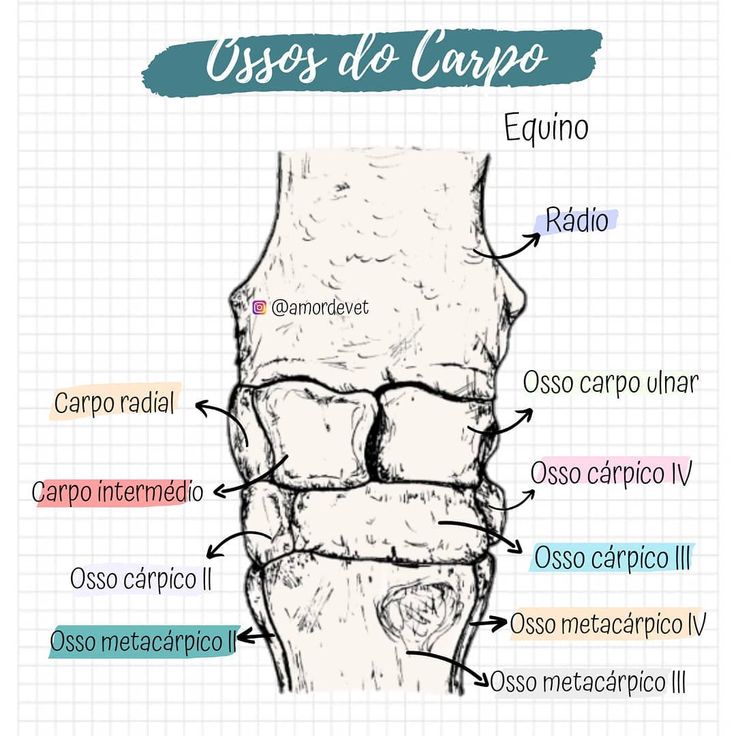 Ossos do Carpo
Equino
Rádio
@amordevet
Osso carpo ulnar
Carpo radial
Osso cárpico IV
Carpo intermédio
Osso cárpico III
Osso cárpico II
Osso metacárpico IV
Osso metacárpico II
Osso metacárpico III